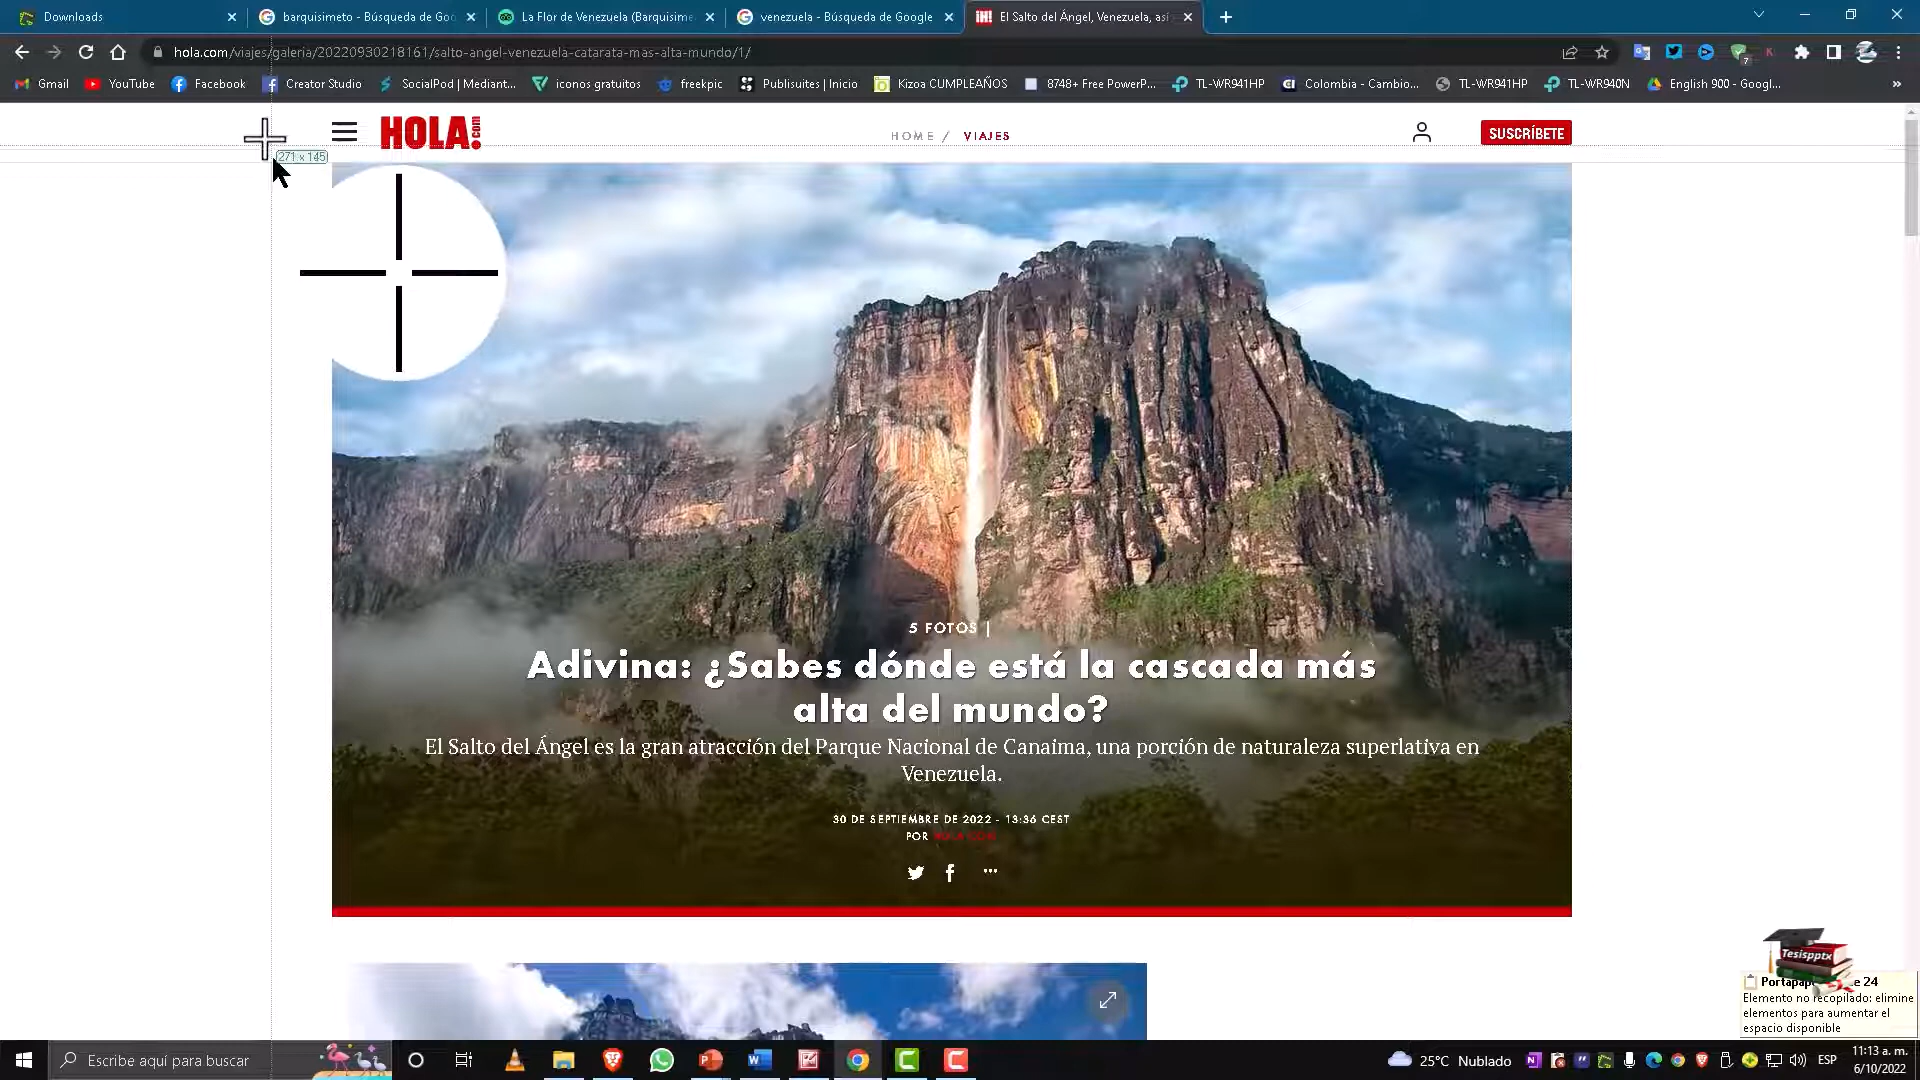 Downloads
barquisimeto - Búsqueda de Goo
La Flor de Venezuela (Barquisime
venezuela - Búsqueda de Google
El Salto del Ángel, Venezuela, así
hola.com/viajes/galeria/20220930218161/salto-angel-venezuela-catarata-mas-alta-mundo/1/
Gmail
YouTube
Facebook
Creator Studio
SocialPod | Mediant...
iconos gratuitos
freekpic
Publisuites | Inicio
Kizoa CUMPLEAÑOS
8748+ Free PowerP...
TL-WR941HP
Colombia - Cambio...
TL-WR941HP
TL-WR940N
English 900 - Googl...
HOLA!.com
HOME / VIAJES
SUSCRÍBETE
271 x 145
5 FOTOS |
Adivina: ¿Sabes dónde está la cascada más
alta del mundo?
El Salto del Ángel es la gran atracción del Parque Nacional de Canaima, una porción de naturaleza superlativa en
Venezuela.
30 DE SEPTIEMBRE DE 2022 - 13:36 CEST
POR HOLA.COM
Tesispptx
24
Elemento no recopilado: elimine
elementos para aumentar el
espacio disponible
Escribe aquí para buscar
25°C Nublado
ESP
11:13 a. m.
6/10/2022